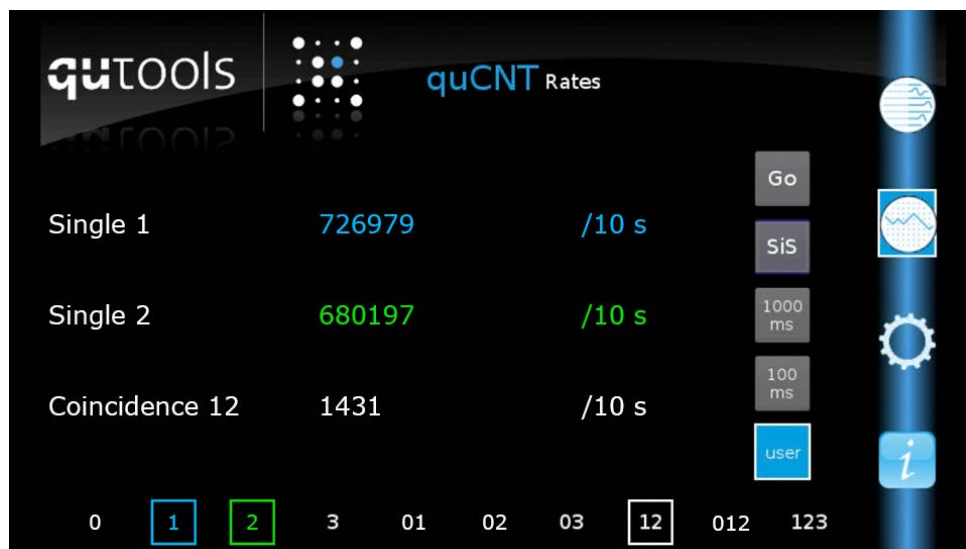 qutools
quCNT Rates
Go
Single 1 726979 /10 s
SiS
Single 2 680197 /10 s
1000
ms
100
ms
Coincidence 12 1431 /10 s
user
i
0 1 2 3 01 02 03 12 012 123